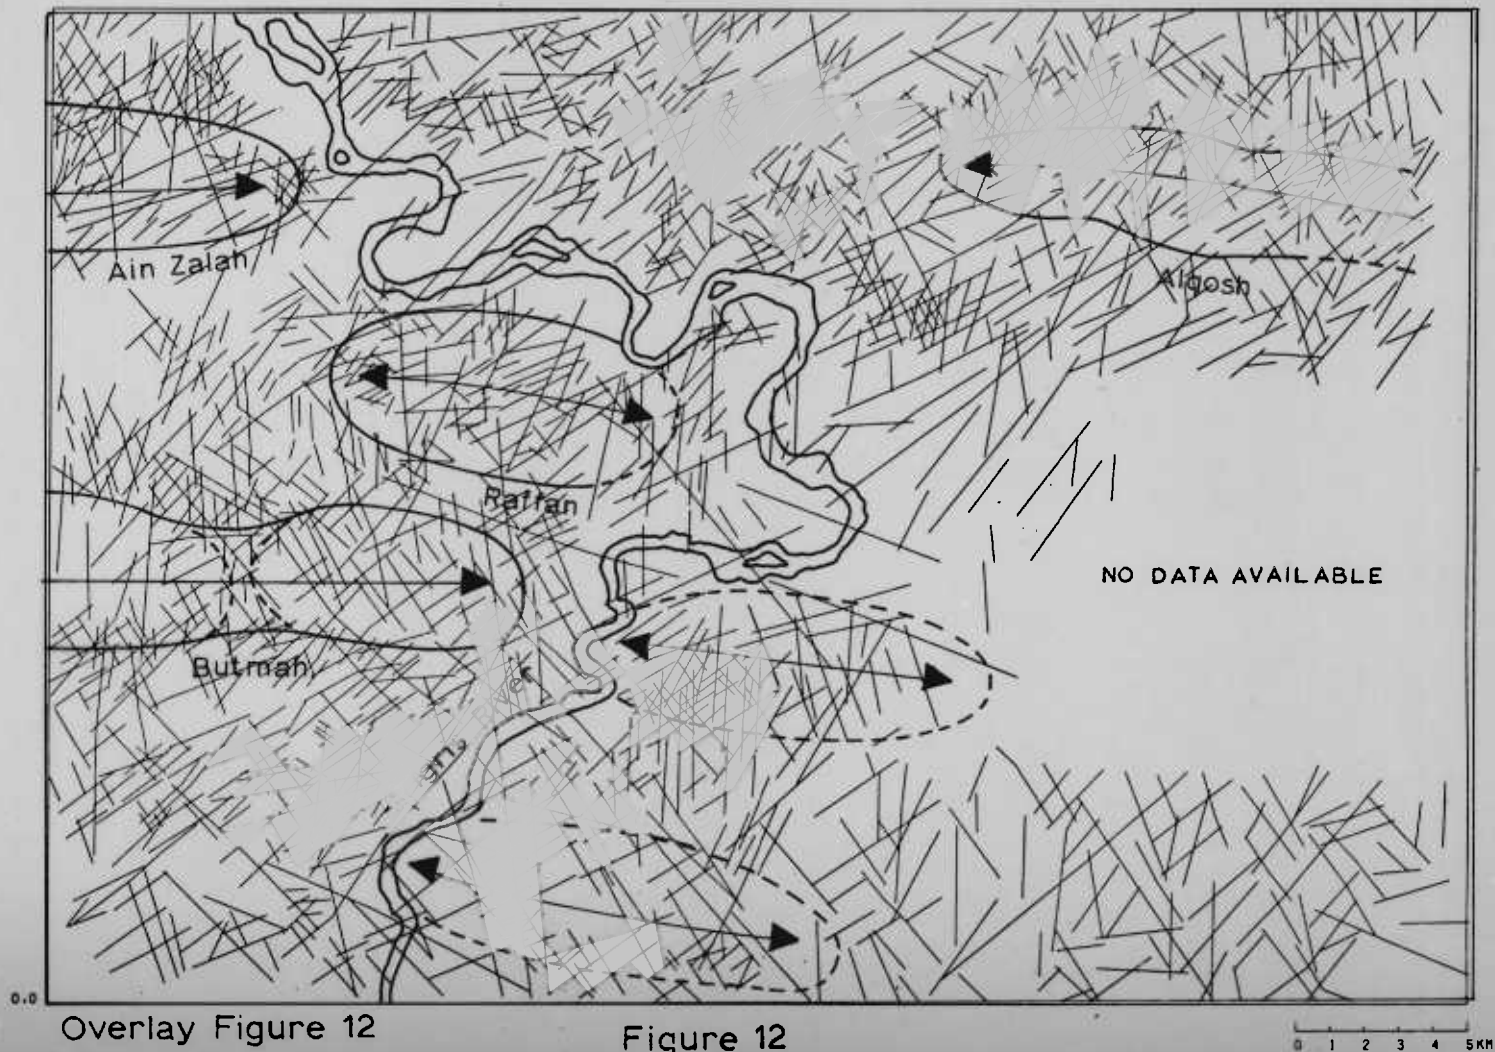 Ain Zalah
Alqosh
Raffan
NO DATA AVAILABLE
Butmah
0.0
Overlay Figure 12
Figure 12
0 1 2 3 4 5KM